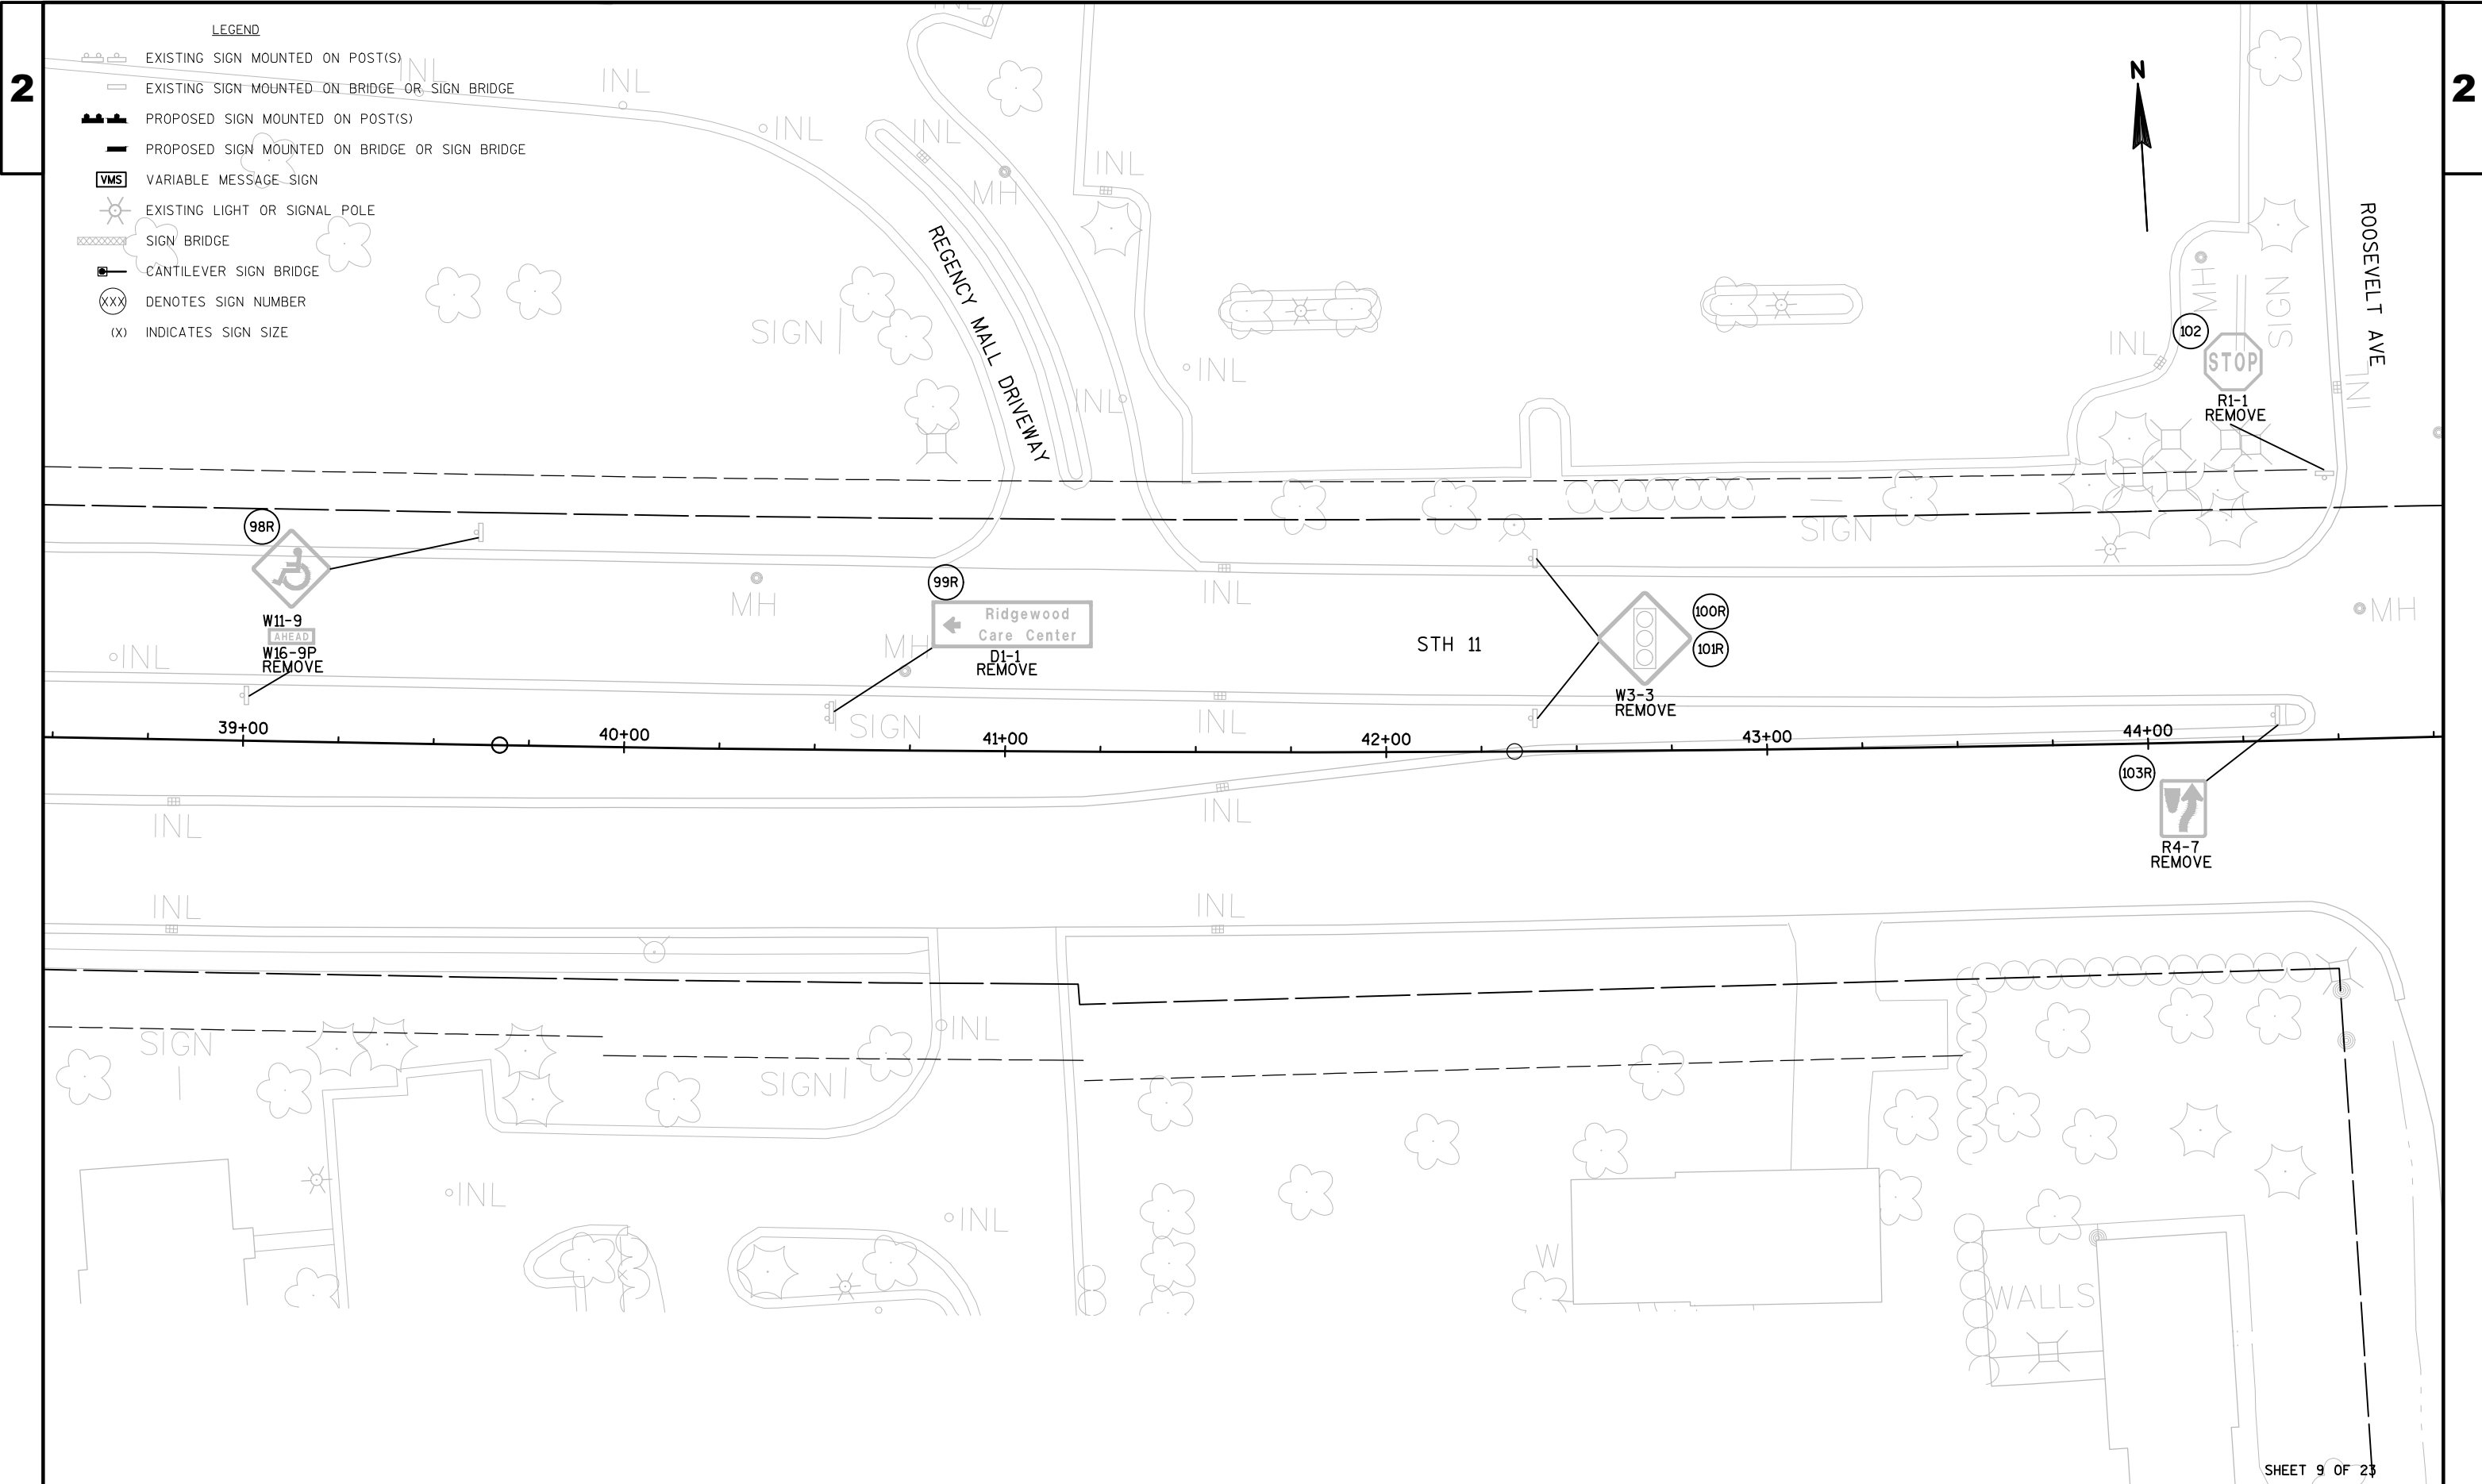 2
2
LEGEND
EXISTING SIGN MOUNTED ON POST(S)
EXISTING SIGN MOUNTED ON BRIDGE OR SIGN BRIDGE
PROPOSED SIGN MOUNTED ON POST(S)
PROPOSED SIGN MOUNTED ON BRIDGE OR SIGN BRIDGE
VMS VARIABLE MESSAGE SIGN
EXISTING LIGHT OR SIGNAL POLE
SIGN BRIDGE
CANTILEVER SIGN BRIDGE
XXX DENOTES SIGN NUMBER
(X) INDICATES SIGN SIZE
N
INL
INL
INL
INL
INL
INL
MH
REGENCY MALL DRIVEWAY
SIGN
INL
INL
ROOSEVELT AVE
MH
SIGN
INL
INL
102
STOP
R1-1
REMOVE
98R
W11-9
AHEAD
W16-9P
REMOVE
INL
MH
99R
Ridgewood
Care Center
D1-1
REMOVE
MH
SIGN
INL
INL
STH 11
SIGN
100R
101R
W3-3
REMOVE
MH
39+00
40+00
41+00
42+00
43+00
44+00
103R
R4-7
REMOVE
INL
INL
INL
INL
SIGN
INL
SIGN
INL
INL
W
WALLS
SHEET 9 OF 23